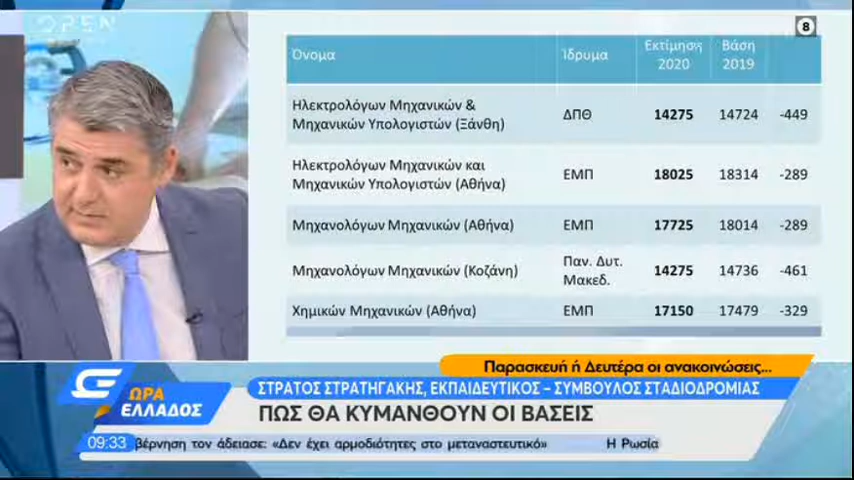 OPEN
8
Όνομα Ίδρυμα Εκτίμηση 2020 Βάση 2019
Ηλεκτρολόγων Μηχανικών &
Μηχανικών Υπολογιστών (Ξάνθη) ΔΠΘ 14275 14724 -449
Ηλεκτρολόγων Μηχανικών και
Μηχανικών Υπολογιστών (Αθήνα) ΕΜΠ 18025 18314 -289
Μηχανολόγων Μηχανικών (Αθήνα) ΕΜΠ 17725 18014 -289
Μηχανολόγων Μηχανικών (Κοζάνη) Παν. Δυτ. Μακεδ. 14275 14736 -461
Χημικών Μηχανικών (Αθήνα) ΕΜΠ 17150 17479 -329
Παρασκευή ή Δευτέρα οι ανακοινώσεις...
ΣΤΡΑΤΟΣ ΣΤΡΑΤΗΓΑΚΗΣ, ΕΚΠΑΙΔΕΥΤΙΚΟΣ – ΣΥΜΒΟΥΛΟΣ ΣΤΑΔΙΟΔΡΟΜΙΑΣ
ΩΡΑ
ΕΛΛΑΔΟΣ
ΠΩΣ ΘΑ ΚΥΜΑΝΘΟΥΝ ΟΙ ΒΑΣΕΙΣ
09:33 βέρνηση τον άδειασε: «Δεν έχει αρμοδιότητες στο μεταναστευτικό» Η Ρωσία